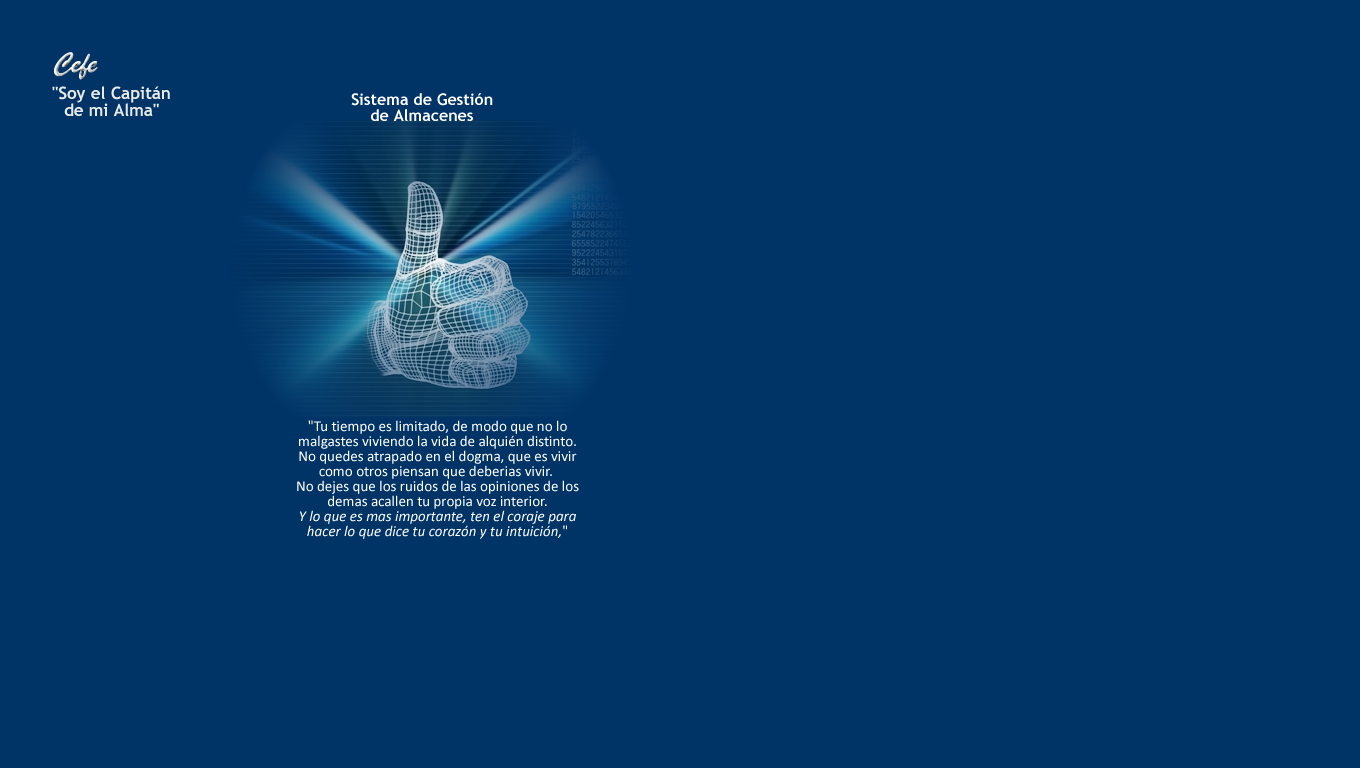 Cefe
"Soy el Capitán
de mi Alma"
Sistema de Gestión
de Almacenes
"Tu tiempo es limitado, de modo que no lo
malgastes viviendo la vida de alquién distinto.
No quedes atrapado en el dogma, que es vivir
como otros piensan que deberias vivir.
No dejes que los ruidos de las opiniones de los
demas acallen tu propia voz interior.
Y lo que es mas importante, ten el coraje para
hacer lo que dice tu corazón y tu intuición,"